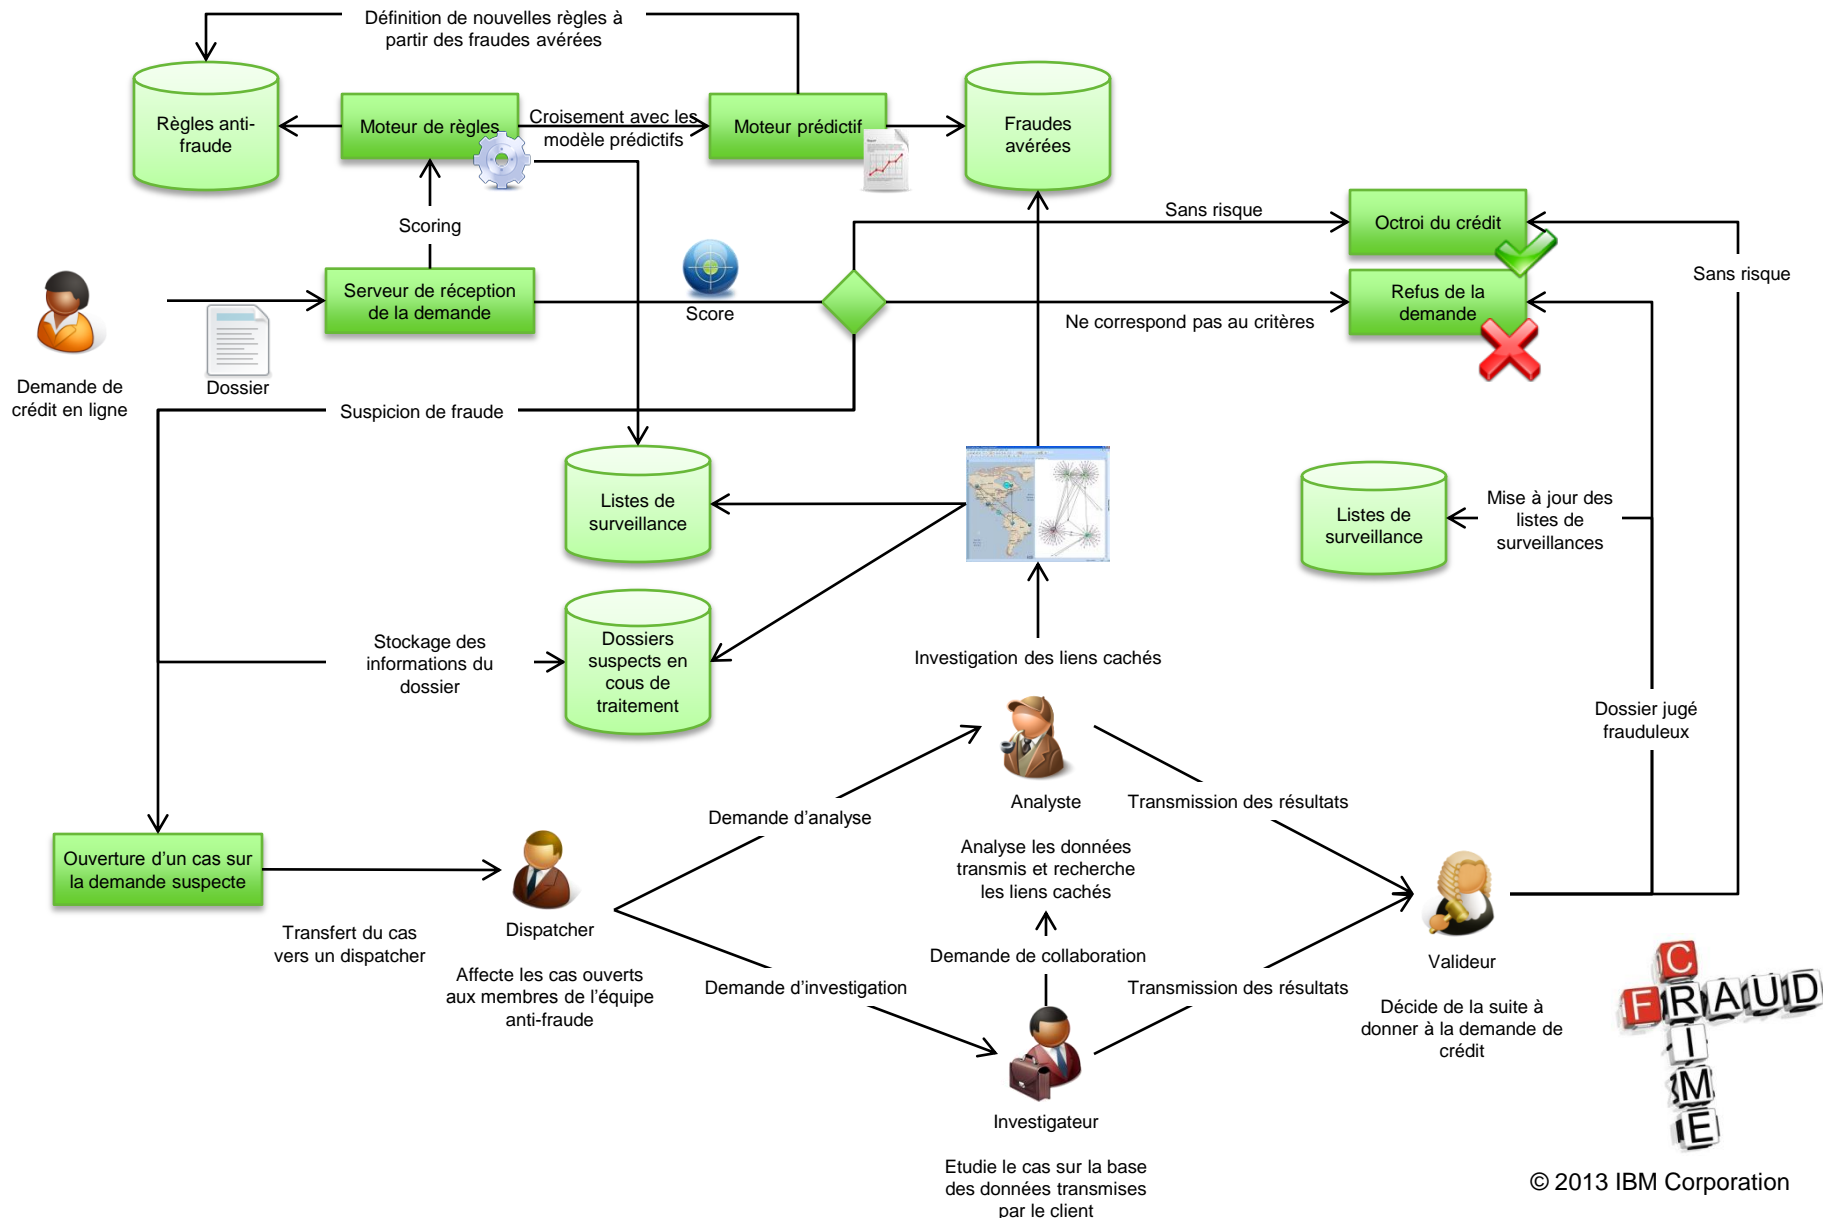 Définition de nouvelles règles à
partir des fraudes avérées
Règles anti-
fraude
Moteur de règles
Croisement avec les
modèle prédictifs
Moteur prédictif
Fraudes
avérées
Scoring
Sans risque
Octroi du crédit
Sans risque
Serveur de réception
de la demande
Score
Refus de la
demande
Ne correspond pas au critères
Demande de
crédit en ligne
Dossier
Suspicion de fraude
Listes de
surveillance
Listes de
surveillance
Mise à jour des
listes de
surveillances
Stockage des
informations du
dossier
Dossiers
suspects en
cous de
traitement
Investigation des liens cachés
Dossier jugé
frauduleux
Analyste
Analyse les données
transmis et recherche
les liens cachés
Demande d’analyse
Transmission des résultats
Ouverture d’un cas sur
la demande suspecte
Transfert du cas
vers un dispatcher
Dispatcher
Affecte les cas ouverts
aux membres de l’équipe
anti-fraude
Demande de collaboration
Demande d’investigation
Transmission des résultats
Valideur
Décide de la suite à
donner à la demande de
crédit
Investigateur
Etudie le cas sur la base
des données transmises
par le client
FRAUD
CRIME
© 2013 IBM Corporation